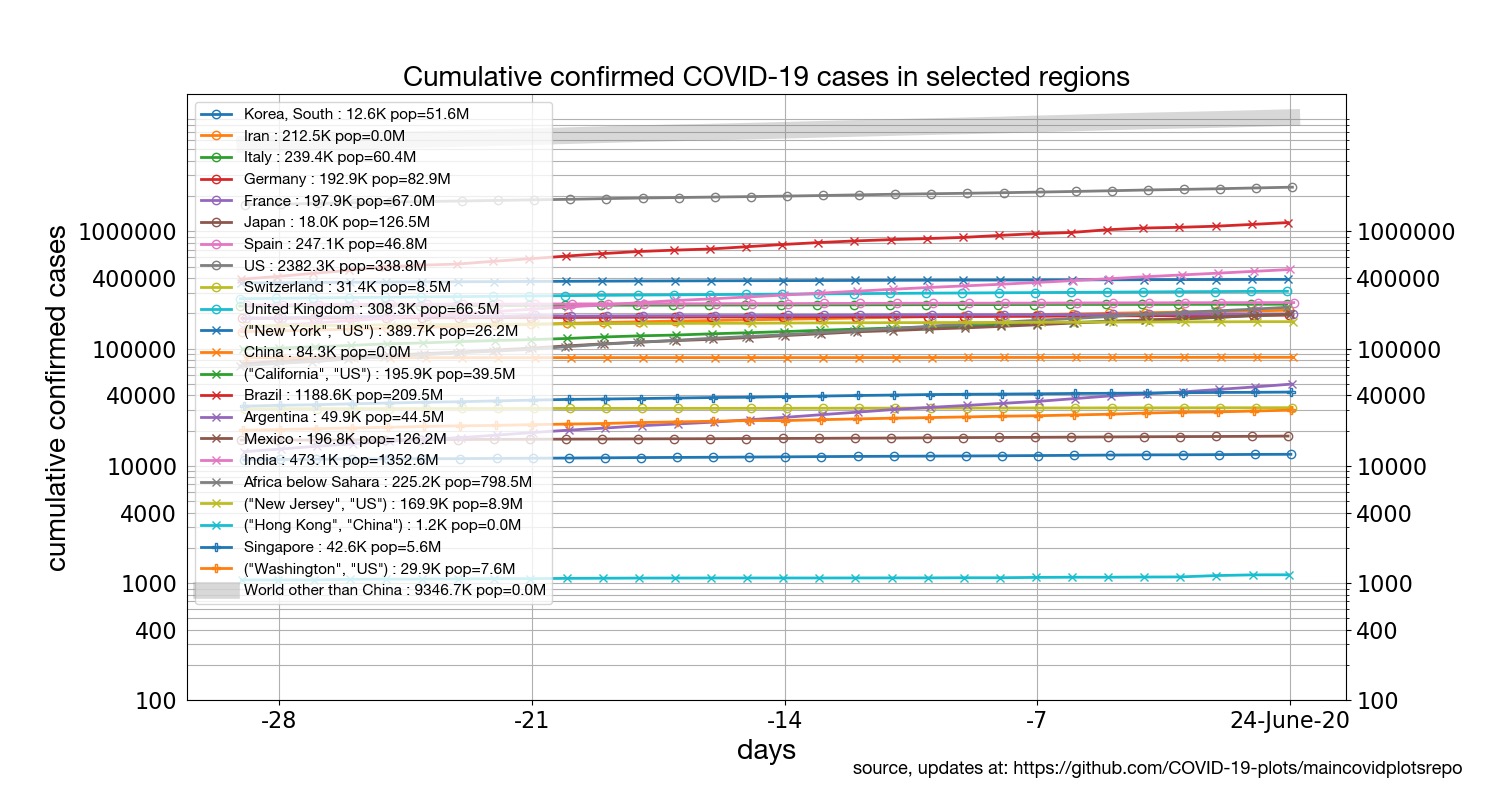 Cumulative confirmed COVID-19 cases in selected regions
Korea, South : 12.6K pop=51.6M
Iran : 212.5K pop=0.0M
Italy : 239.4K pop=60.4M
Germany : 192.9K pop=82.9M
France : 197.9K pop=67.0M
Japan : 18.0K pop=126.5M
Spain : 247.1K pop=46.8M
US : 2382.3K pop=338.8M
Switzerland : 31.4K pop=8.5M
United Kingdom : 308.3K pop=66.5M
("New York", "US") : 389.7K pop=26.2M
China : 84.3K pop=0.0M
("California", "US") : 195.9K pop=39.5M
Brazil : 1188.6K pop=209.5M
Argentina : 49.9K pop=44.5M
Mexico : 196.8K pop=126.2M
India : 473.1K pop=1352.6M
Africa below Sahara : 225.2K pop=798.5M
("New Jersey", "US") : 169.9K pop=8.9M
("Hong Kong", "China") : 1.2K pop=0.0M
Singapore : 42.6K pop=5.6M
("Washington", "US") : 29.9K pop=7.6M
World other than China : 9346.7K pop=0.0M
cumulative confirmed cases
1000000
400000
100000
40000
10000
4000
1000
400
100
1000000
400000
100000
40000
10000
4000
1000
400
100
-28
-21
-14
-7
24-June-20
days
source, updates at: https://github.com/COVID-19-plots/maincovidplotsrepo